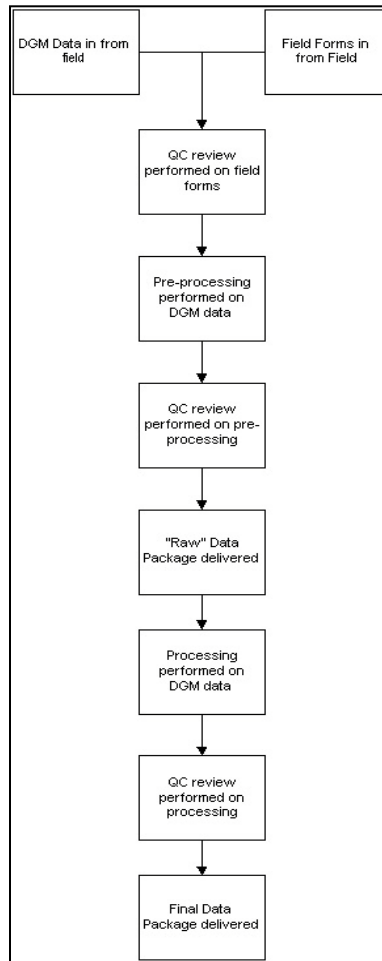 DGM Data in from
field
Field Forms in
from Field
QC review
performed on field
forms
Pre-processing
performed on
DGM data
QC review
performed on pre-
processing
"Raw" Data
Package delivered
Processing
performed on
DGM data
QC review
performed on
processing
Final Data
Package delivered